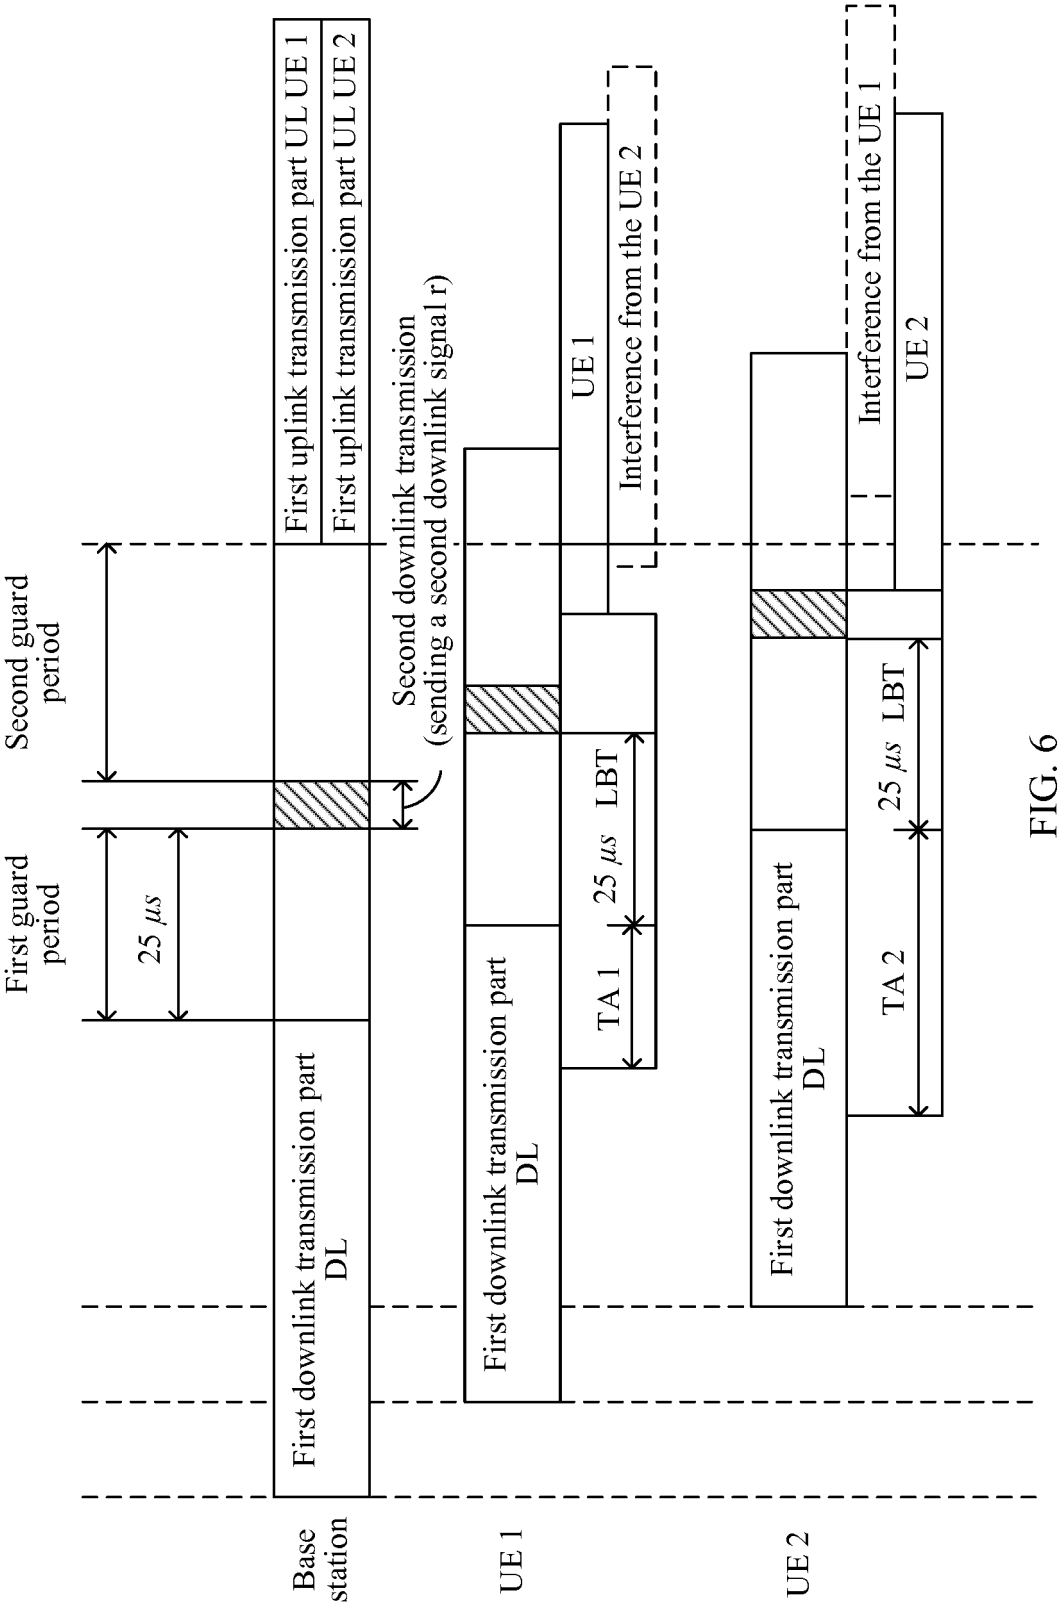 First guard
period
Second guard
period
25 µs
Base
station
First downlink transmission part
DL
First uplink transmission part UL UE 1
First uplink transmission part UL UE 2
Second downlink transmission
(sending a second downlink signal r)
UE 1
First downlink transmission part
DL
TA 1
25 µs
LBT
UE 1
Interference from the UE 2
UE 2
First downlink transmission part
DL
TA 2
25 µs
LBT
Interference from the UE 1
UE 2
FIG. 6